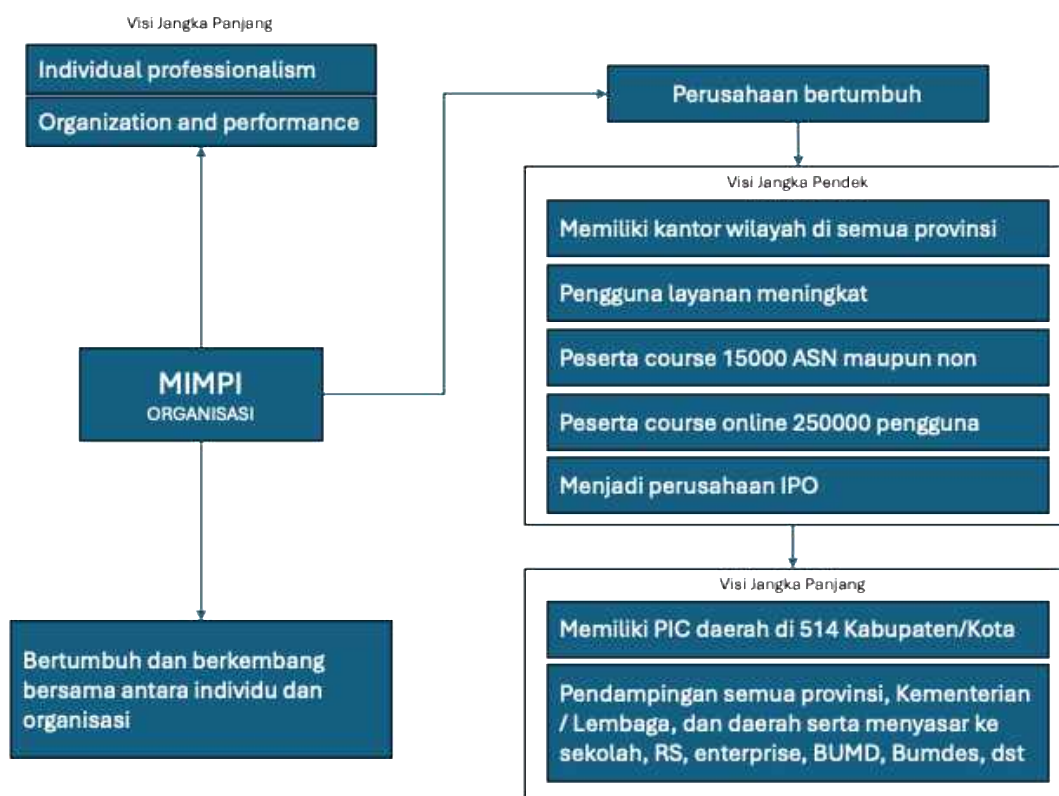 Visi Jangka Panjang
Individual professionalism
Organization and performance
MIMPI
ORGANISASI
Bertumbuh dan berkembang
bersama antara individu dan
organisasi
Perusahaan bertumbuh
Visi Jangka Pendek
Memiliki kantor wilayah di semua provinsi
Pengguna layanan meningkat
Peserta course 15000 ASN maupun non
Peserta course online 250000 pengguna
Menjadi perusahaan IPO
Visi Jangka Panjang
Memiliki PIC daerah di 514 Kabupaten/Kota
Pendampingan semua provinsi, Kementerian
/ Lembaga, dan daerah serta menyasar ke
sekolah, RS, enterprise, BUMD, Bumdes, dst